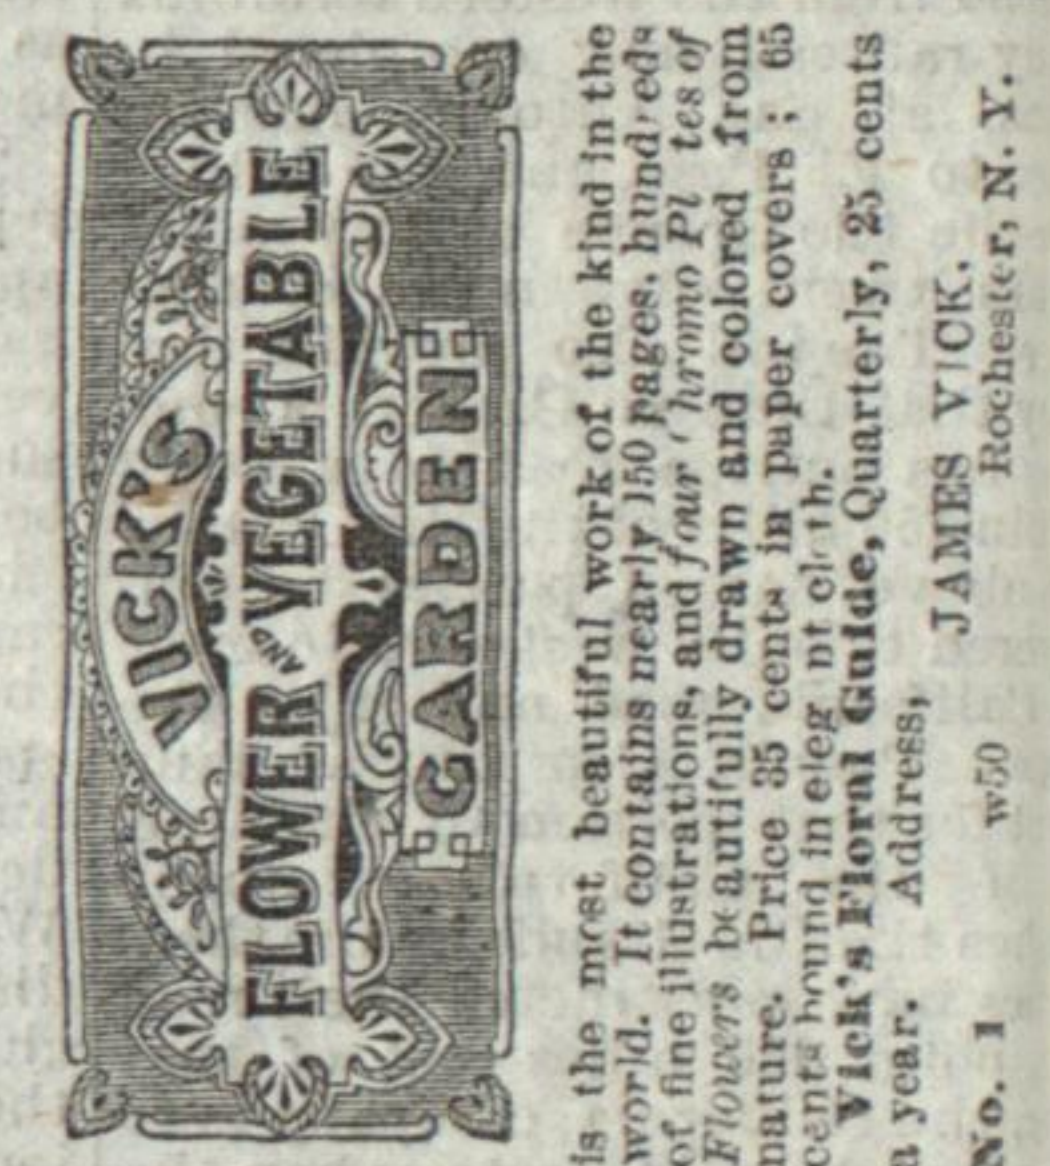 VICK'S
FLOWER AND VEGETABLE
GARDEN
is the most beautiful work of the kind in the
world. It contains nearly 150 pages, hundreds
of fine illustrations, and four Chromo Plates of
Flowers beautifully drawn and colored from
nature. Price 35 cents in paper covers ; 65
cents bound in elegant cloth.
Vick's Floral Guide, Quarterly, 25 cents
a year. Address,
JAMES VICK,
No. 1 w50 Rochester, N. Y.